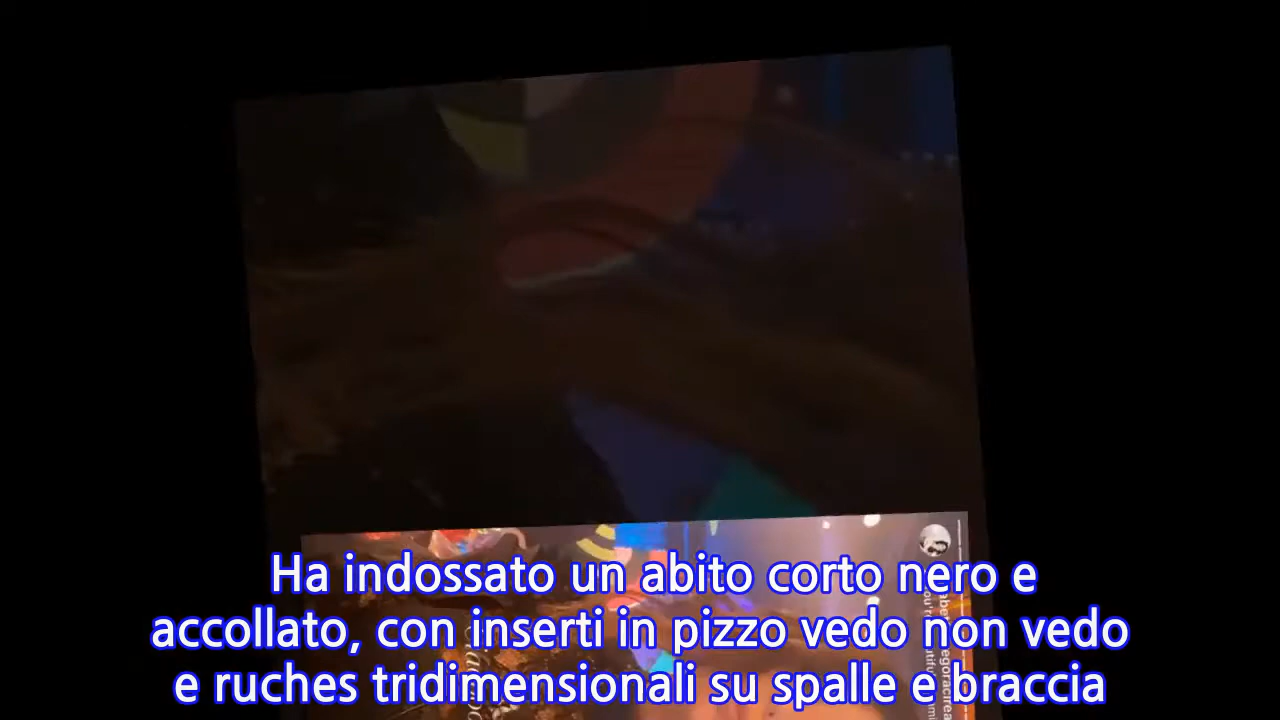 Ha indossato un abito corto nero e
accollato, con inserti in pizzo vedo non vedo
e ruches tridimensionali su spalle e braccia